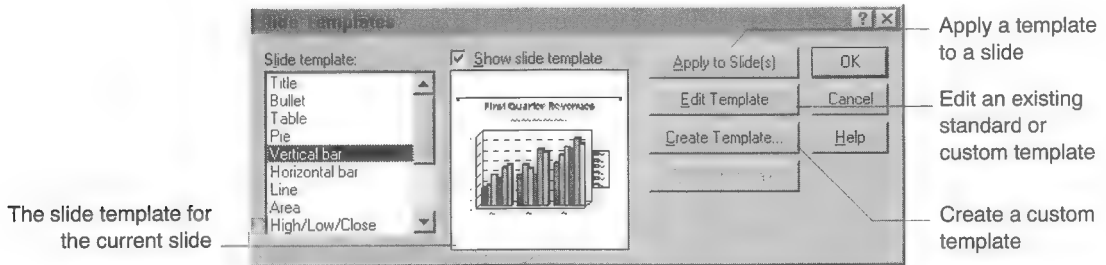 Slide Templates
Slide template:
Title
Bullet
Table
Pie
Vertical bar
Horizontal bar
Line
Area
High/Low/Close
Show slide template
First Quarter Revenues
Apply to Slide(s)
Edit Template
Create Template...
OK
Cancel
Help
Apply a template
to a slide
Edit an existing
standard or
custom template
Create a custom
template
The slide template for
the current slide